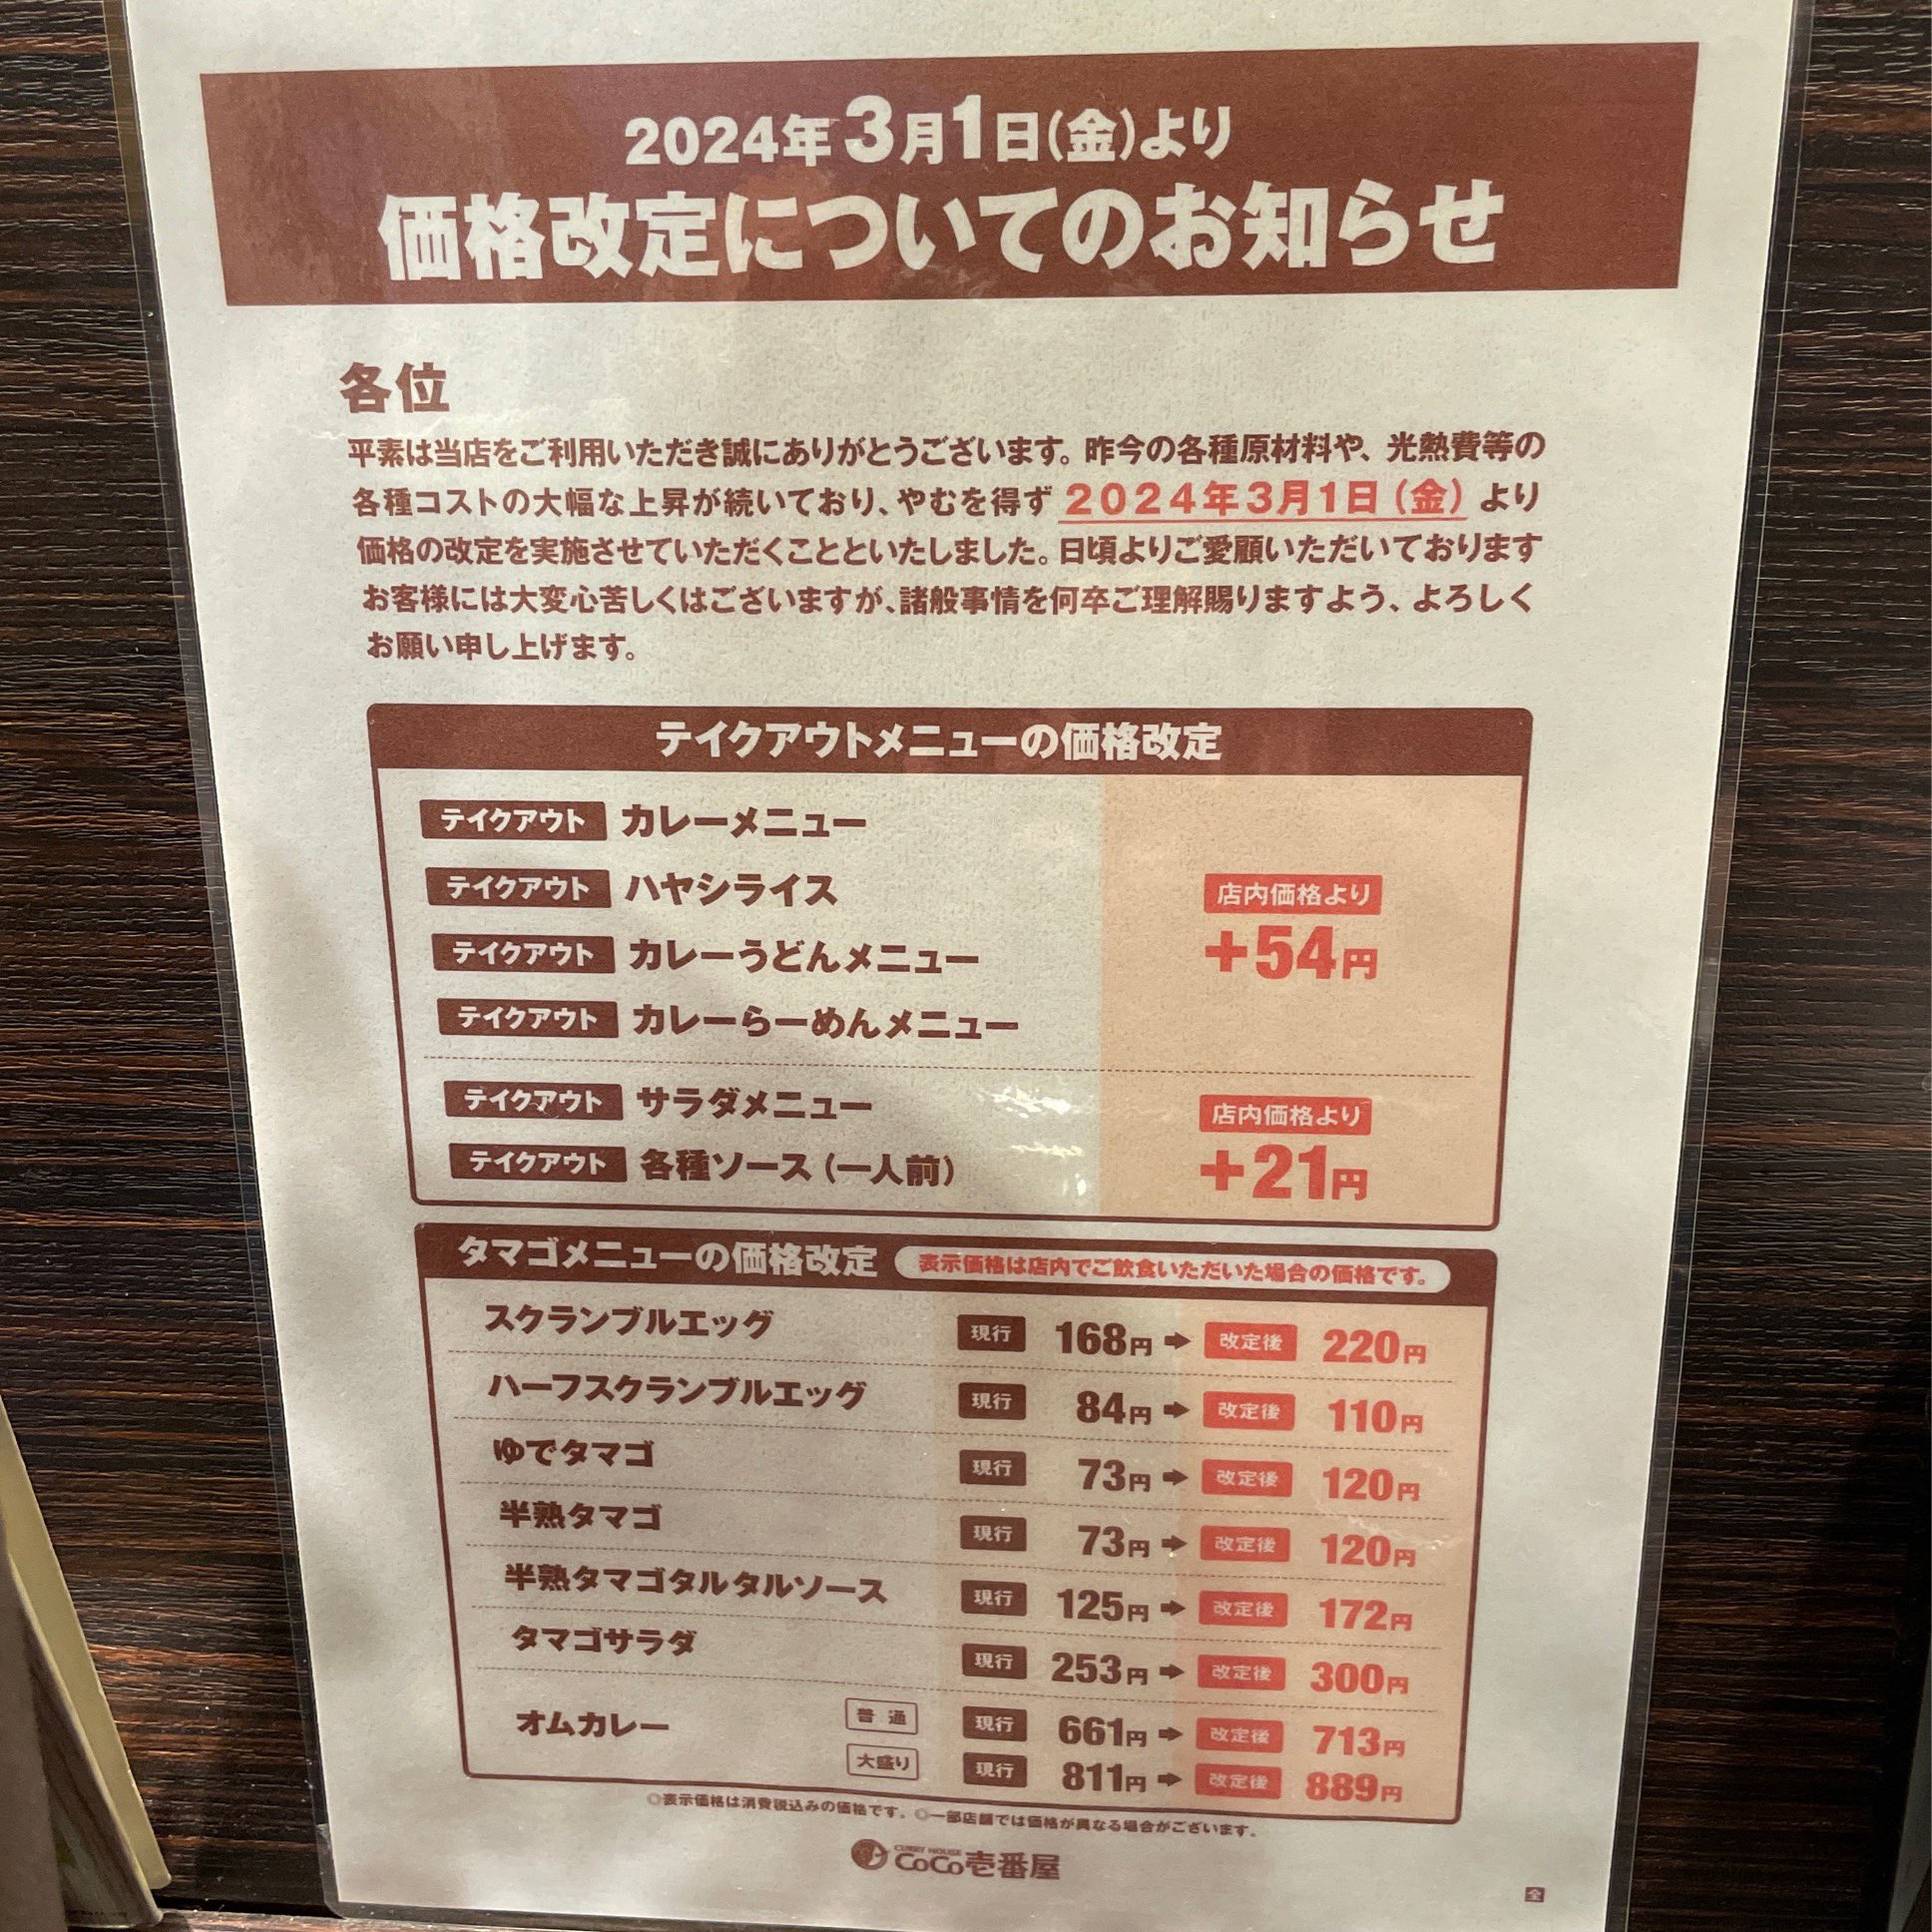 2024年3月1日(金)より
価格改定についてのお知らせ
各位
平素は当店をご利用いただき誠にありがとうございます。昨今の各種原材料や、光熱費等の
各種コストの大幅な上昇が続いており、やむを得ず 2024年3月1日(金) より
価格の改定を実施させていただくことといたしました。日頃よりご愛顧いただいております
お客様には大変心苦しくはございますが、諸般事情を何卒ご理解賜りますよう、よろしく
お願い申し上げます。
テイクアウトメニューの価格改定
テイクアウト カレーメニュー
テイクアウト ハヤシライス
テイクアウト カレーうどんメニュー
テイクアウト カレーらーめんメニュー
店内価格より
+54円
テイクアウト サラダメニュー
テイクアウト 各種ソース(一人前)
店内価格より
+21円
タマゴメニューの価格改定 表示価格は店内でご飲食いただいた場合の価格です。
スクランブルエッグ 現行 168円 ➡ 改定後 220円
ハーフスクランブルエッグ 現行 84円 ➡ 改定後 110円
ゆでタマゴ 現行 73円 ➡ 改定後 120円
半熟タマゴ 現行 73円 ➡ 改定後 120円
半熟タマゴタルタルソース 現行 125円 ➡ 改定後 172円
タマゴサラダ 現行 253円 ➡ 改定後 300円
オムカレー 普通 現行 661円 ➡ 改定後 713円
大盛り 現行 811円 ➡ 改定後 889円
◎表示価格は消費税込みの価格です。◎一部店舗では価格が異なる場合がございます。
CURRY HOUSE
CoCo壱番屋
全